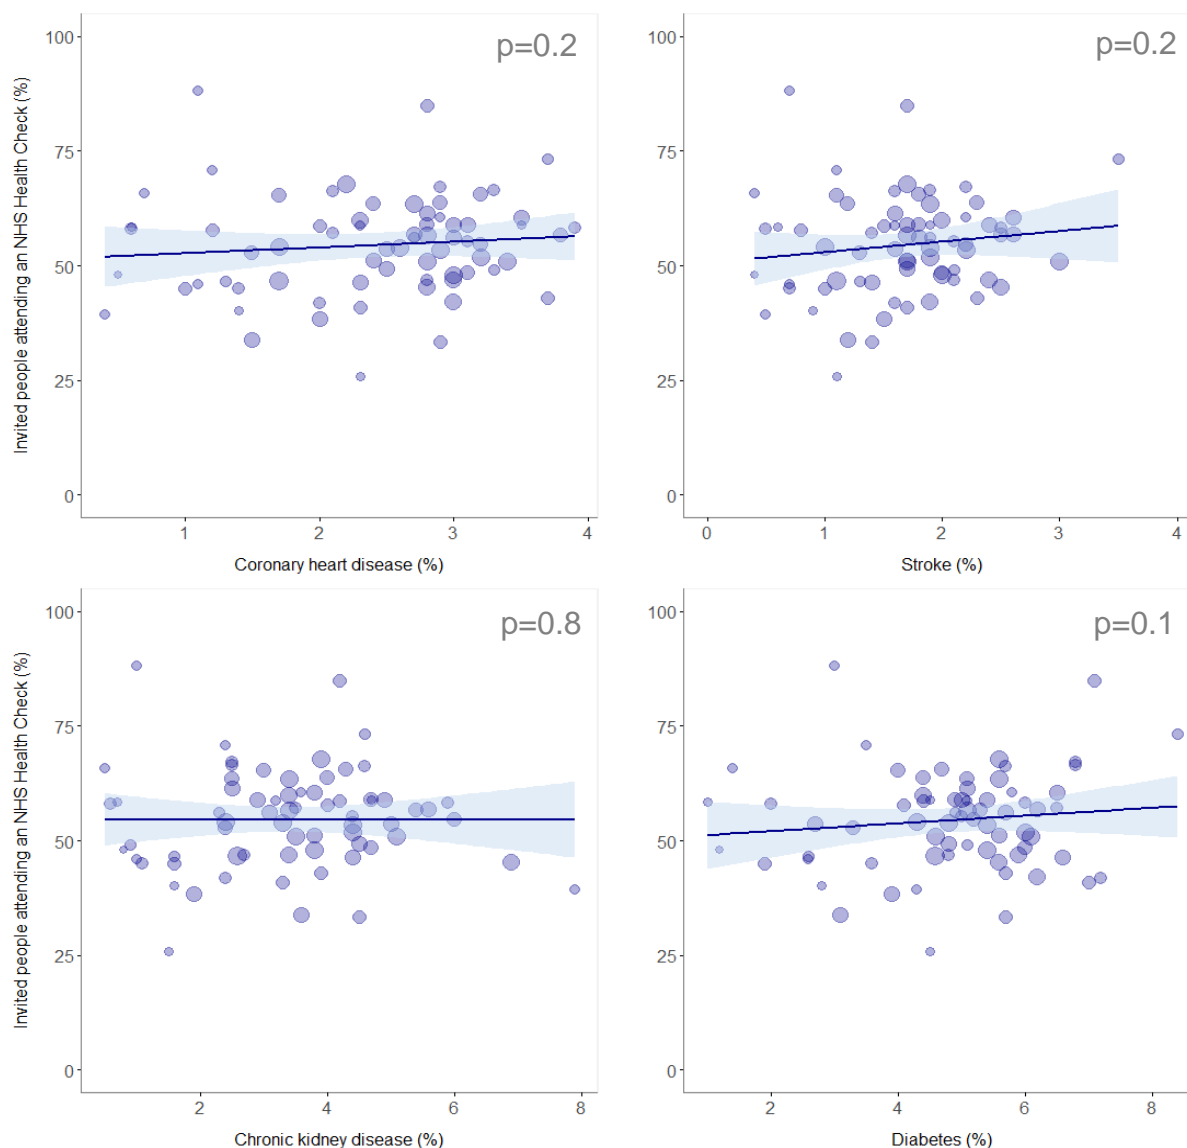 p=0.2
100
75
50
25
0
Invited people attending an NHS Health Check (%)
1 2 3 4
Coronary heart disease (%)
p=0.2
100
75
50
25
0
0 1 2 3 4
Stroke (%)
p=0.8
100
75
50
25
0
Invited people attending an NHS Health Check (%)
2 4 6 8
Chronic kidney disease (%)
p=0.1
100
75
50
25
0
2 4 6 8
Diabetes (%)